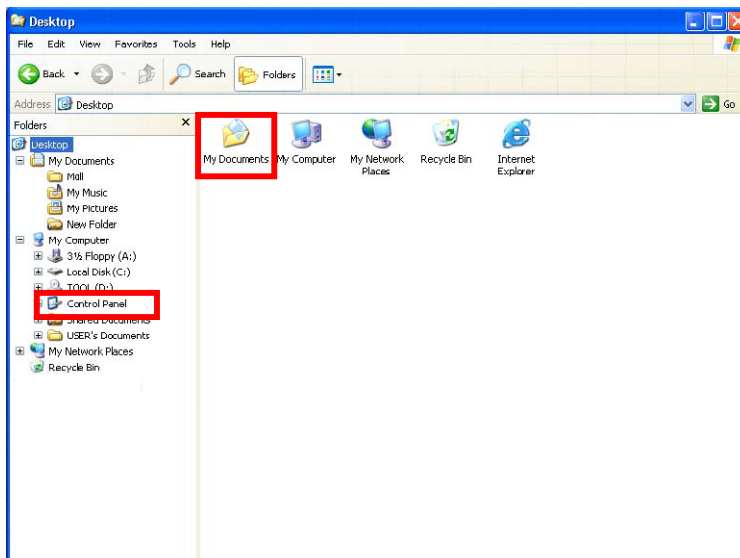 Desktop
File Edit View Favorites Tools Help
Back Search Folders
Address Desktop Go
Folders
Desktop
My Documents
Mall
My Music
My Pictures
New Folder
My Computer
3½ Floppy (A:)
Local Disk (C:)
TOOL (D:)
Control Panel
Shared Documents
USER's Documents
My Network Places
Recycle Bin
My Documents My Computer My Network Places Recycle Bin Internet Explorer